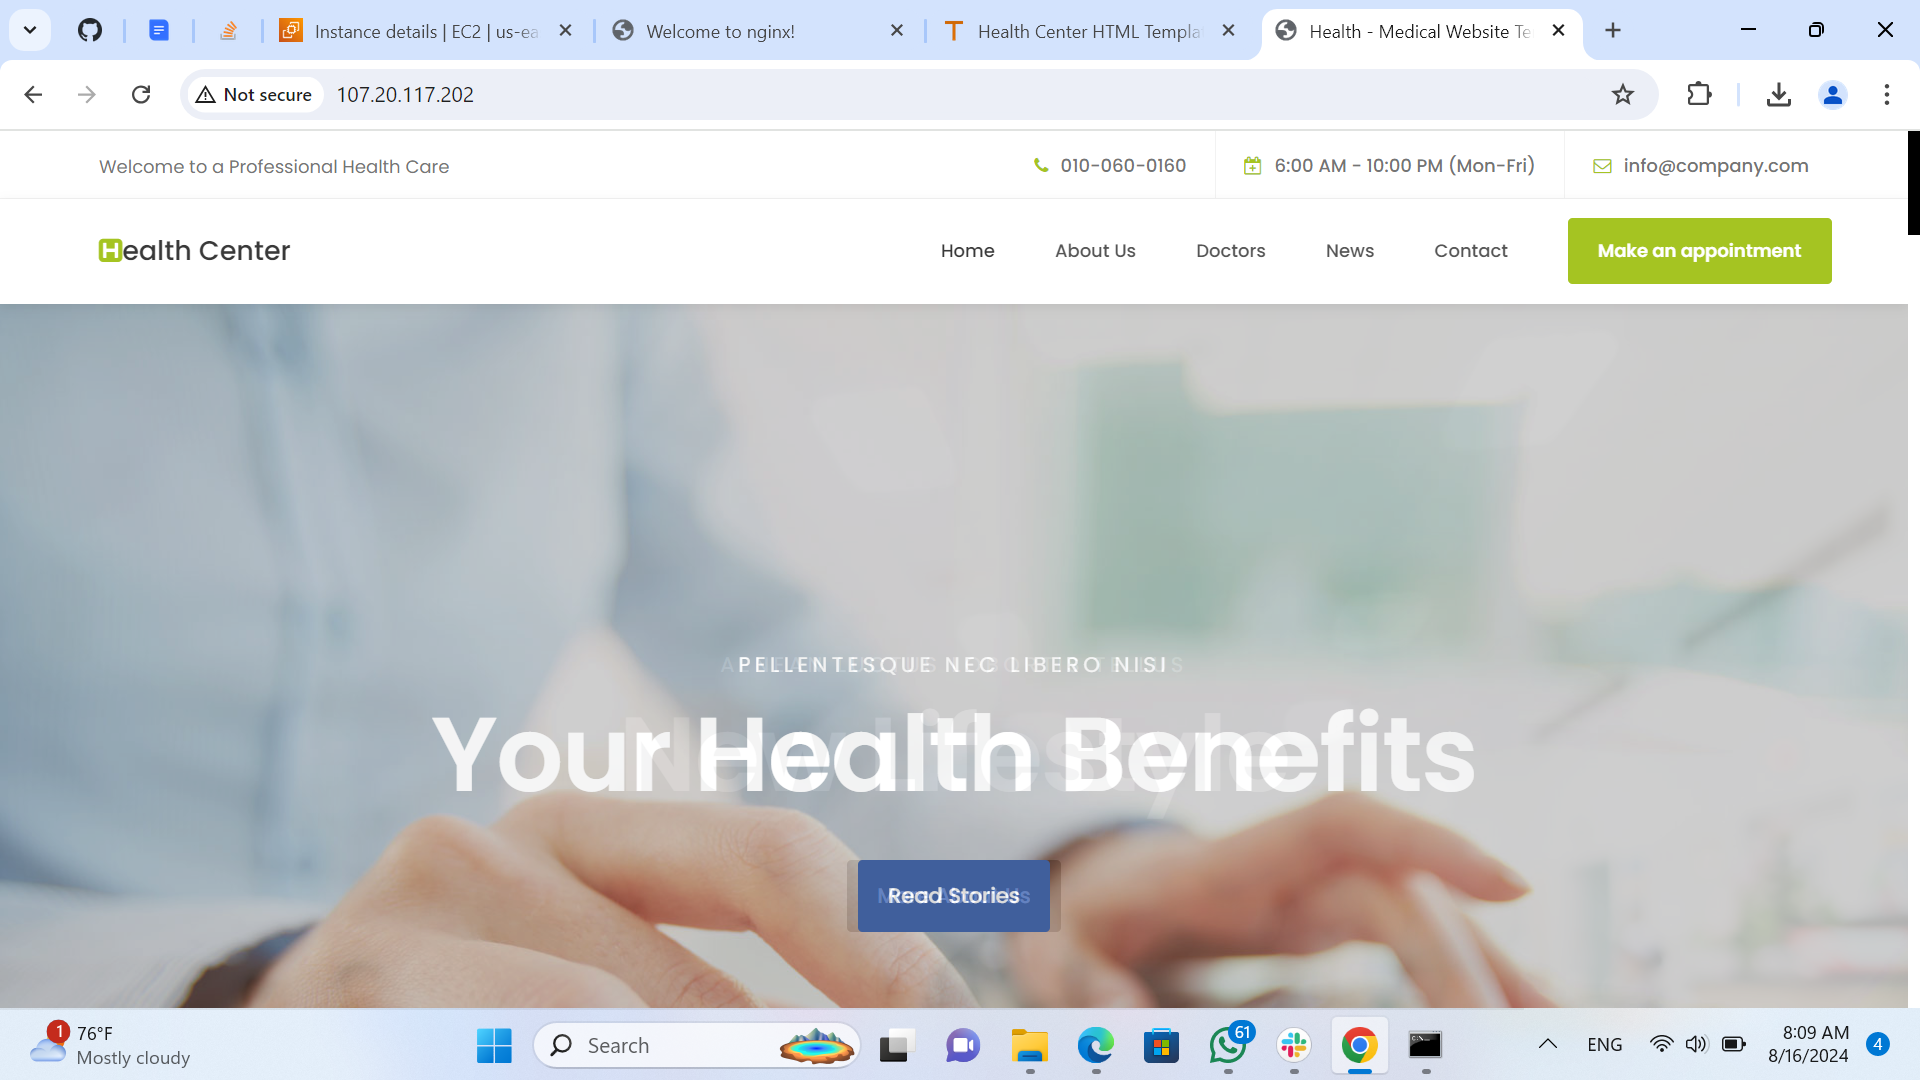 Instance details | EC2 | us-ea
Welcome to nginx!
Health Center HTML Templa
Health - Medical Website Te
Not secure
107.20.117.202
Welcome to a Professional Health Care
010-060-0160
6:00 AM - 10:00 PM (Mon-Fri)
info@company.com
Health Center
Home
About Us
Doctors
News
Contact
Make an appointment
PELLENTESQUE NEC LIBERO NISI
Your Health Benefits
New Lifestyle
Read Stories
1
76°F
Mostly cloudy
Search
61
ENG
8:09 AM
8/16/2024
4